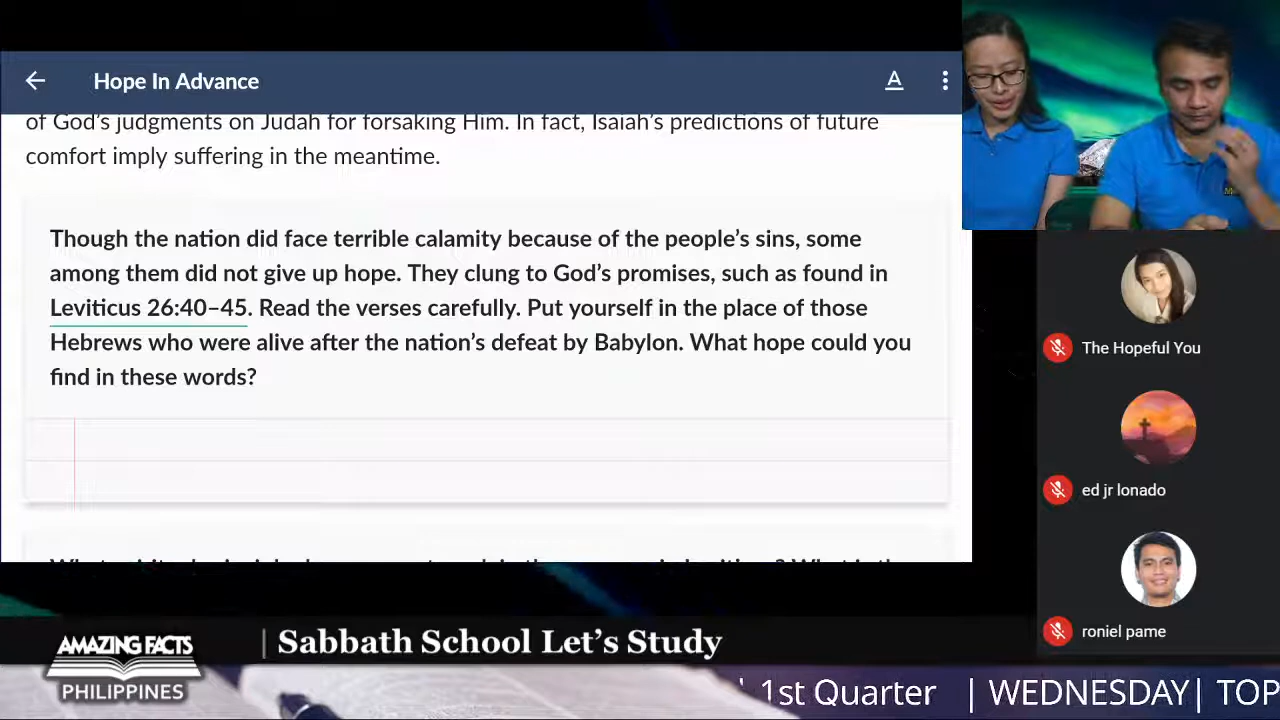 Hope In Advance
A
of God's judgments on Judah for forsaking Him. In fact, Isaiah's predictions of future
comfort imply suffering in the meantime.
Though the nation did face terrible calamity because of the people's sins, some
among them did not give up hope. They clung to God's promises, such as found in
Leviticus 26:40–45. Read the verses carefully. Put yourself in the place of those
Hebrews who were alive after the nation's defeat by Babylon. What hope could you
find in these words?
The Hopeful You
ed jr lonado
roniel pame
AMAZING FACTS
PHILIPPINES
| Sabbath School Let's Study
1st Quarter | WEDNESDAY| TOP